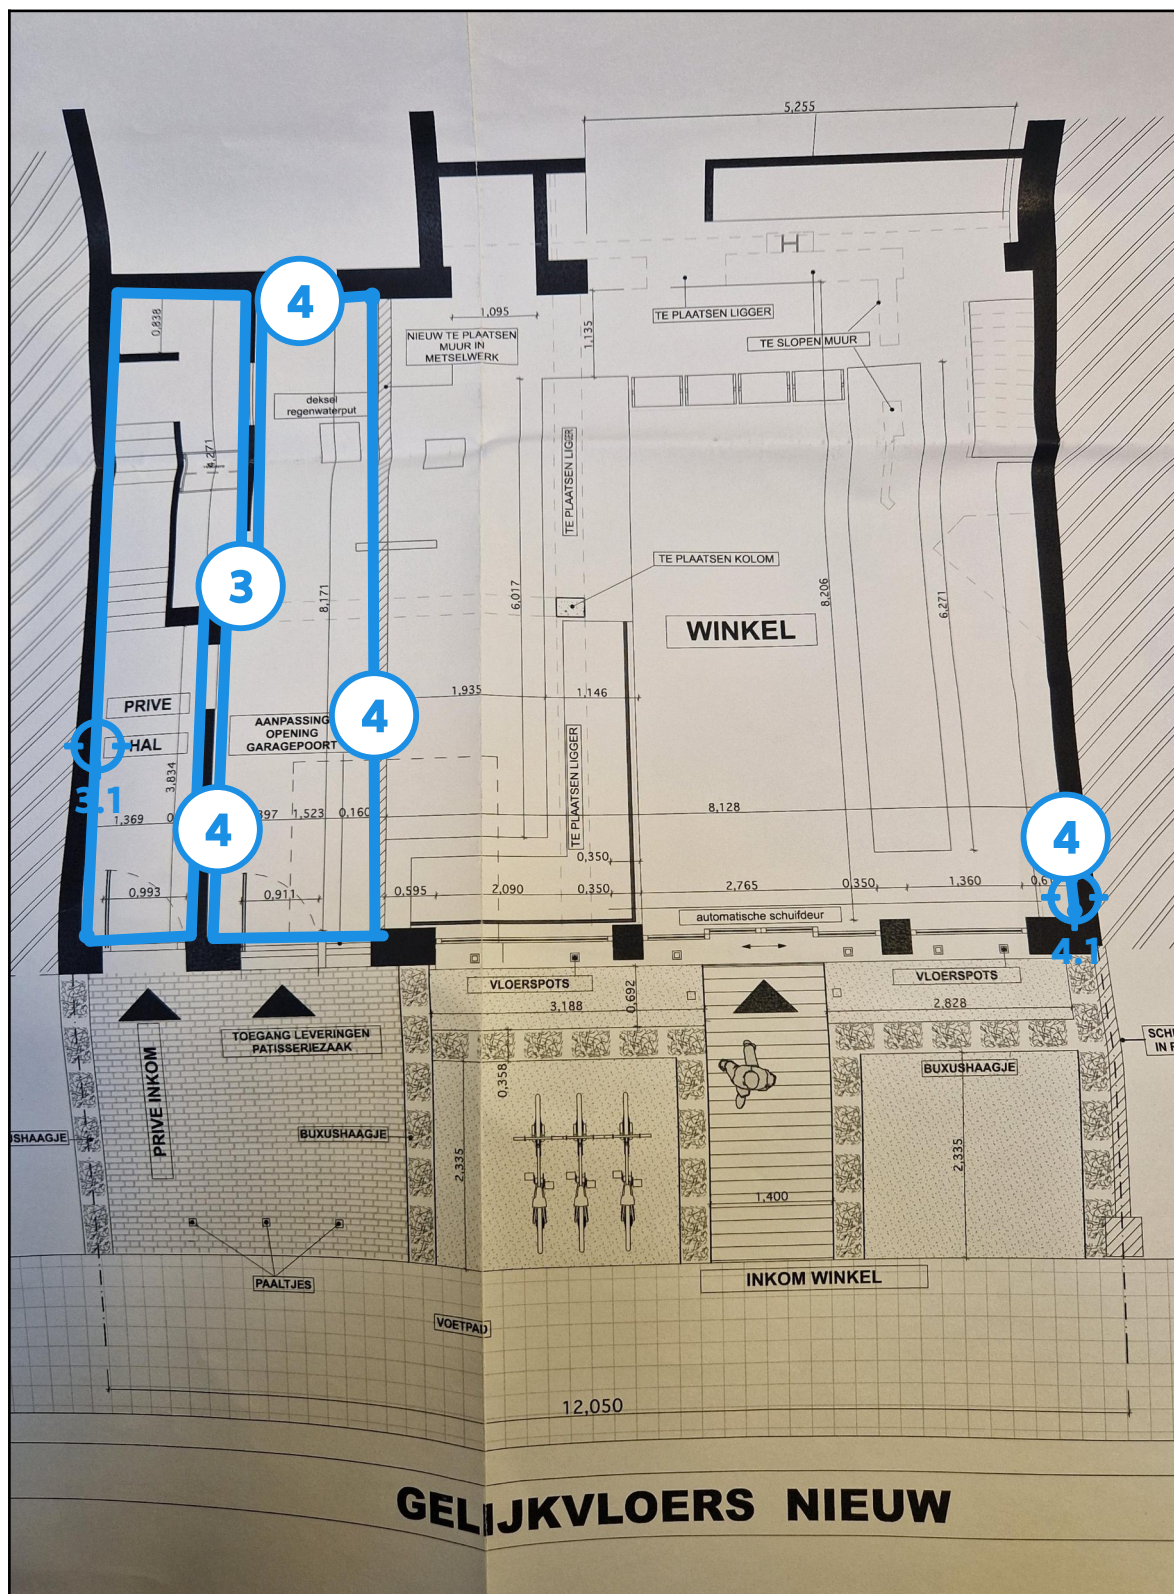 5,255
H
4
0,838
1,095
NIEUW TE PLAATSEN
MUUR IN
METSELWERK
1,135
TE PLAATSEN LIGGER
TE SLOPEN MUUR
deksel
regenwaterput
4,271
TE PLAATSEN LIGGER
3
8,171
6,017
TE PLAATSEN KOLOM
8,206
6,271
WINKEL
PRIVE
HAL
AANPASSING
OPENING
GARAGEPOORT
4
1,935
1,146
TE PLAATSEN LIGGER
3.1
3,834
1,369
4
1,523
0,160
8,128
4
0,350
0,993
0,911
0,595
2,090
0,350
2,765
0,350
1,360
automatische schuifdeur
4.1
VLOERSPOTS
3,188
0,692
VLOERSPOTS
2,828
PRIVE INKOM
TOEGANG LEVERINGEN
PATISSERIEZAAK
0,358
BUXUSHAAGJE
BUXUSHAAGJE
2,335
1,400
2,335
PAALTJES
INKOM WINKEL
VOETPAD
12,050
GELIJKVLOERS NIEUW